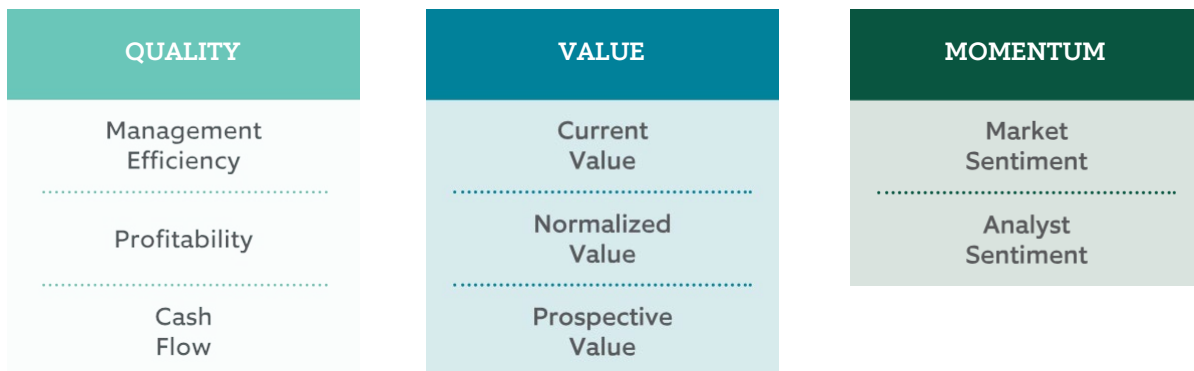 QUALITY
Management
Efficiency
Profitability
Cash
Flow
VALUE
Current
Value
Normalized
Value
Prospective
Value
MOMENTUM
Market
Sentiment
Analyst
Sentiment